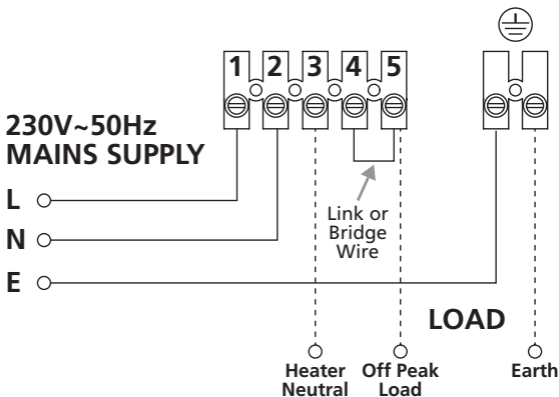 1 2 3 4 5
230V~50Hz
MAINS SUPPLY
L
N
E
Link or
Bridge
Wire
LOAD
Heater
Neutral
Off Peak
Load
Earth